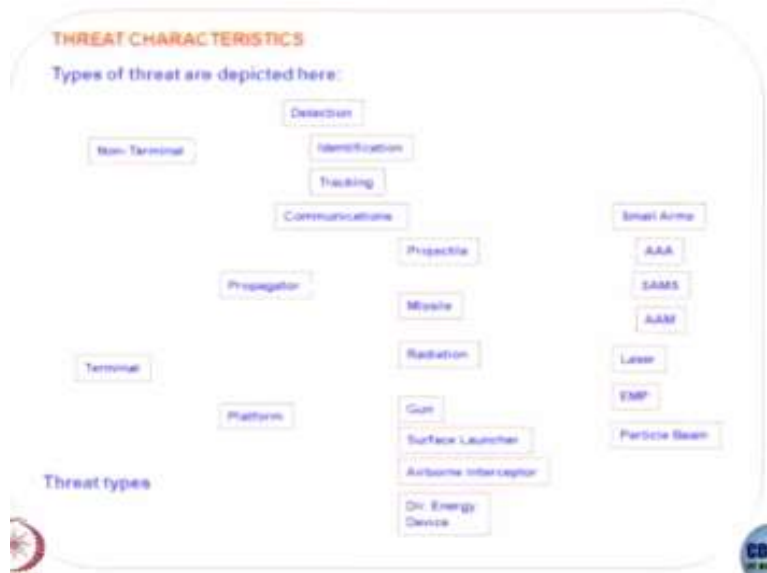 THREAT CHARACTERISTICS
Types of threat are depicted here:
Detection
Non-Terminal
Identification
Tracking
Communications
Small Arms
Projectile
AAA
Propagator
SAMS
Missile
AAM
Radiation
Laser
Terminal
EMP
Platform
Gun
Particle Beam
Surface Launcher
Airborne Interceptor
Threat types
Dir. Energy
Device